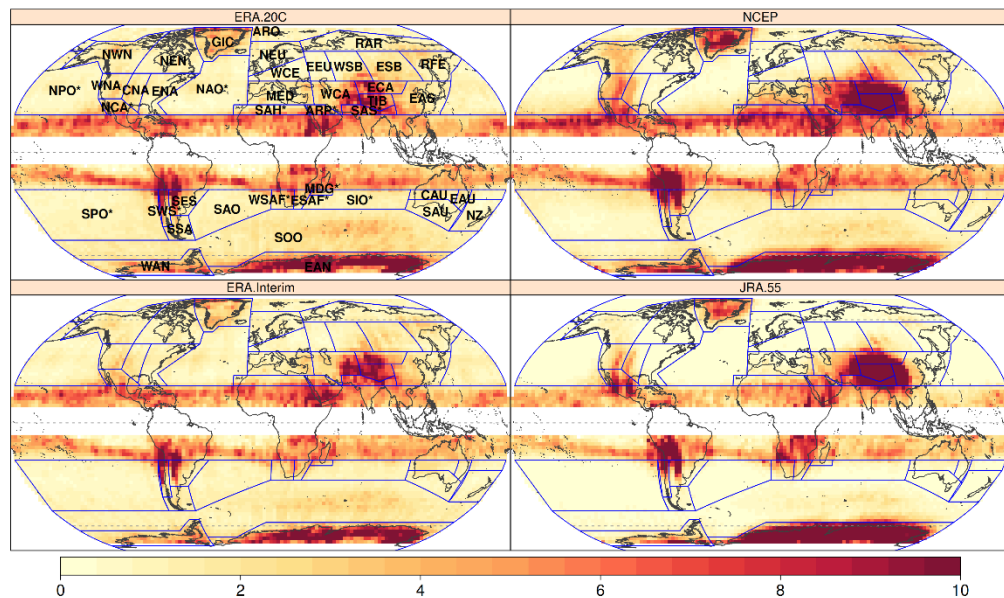 ERA.20C
NCEP
ARO
GIC
NWN
NEN
NEU
RAR
WCE
EEU
WSB
ESB
RFE
NPO*
WNA
CNA
ENA
NAO*
MED
WCA
ECA
TIB
EAS
NCA*
SAH*
ARP*
SAS*
SPO*
SWS*
SES
SAO
WSAF*
ESAF*
MDG*
SIO*
CAU
EAU
SAU
NZ
SSA
SOO
WAN
EAN
ERA.Interim
JRA.55
0 2 4 6 8 10